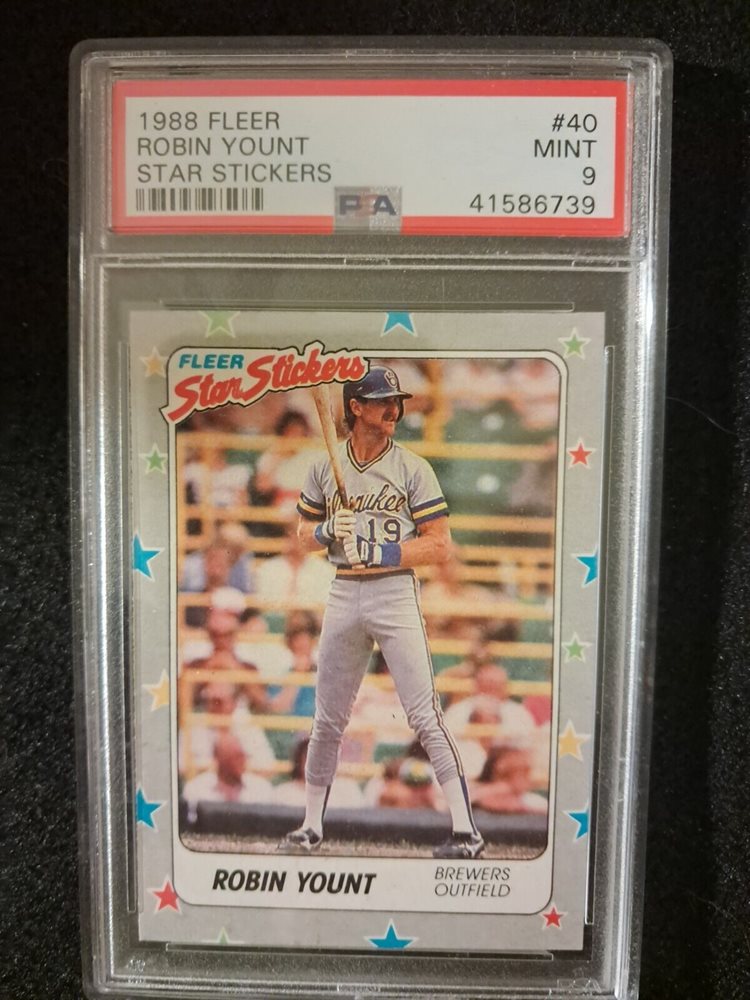 1988 FLEER #40
ROBIN YOUNT MINT
STAR STICKERS 9
PSA 41586739
FLEER
Star Stickers
Milwaukee
19
ROBIN YOUNT
BREWERS
OUTFIELD